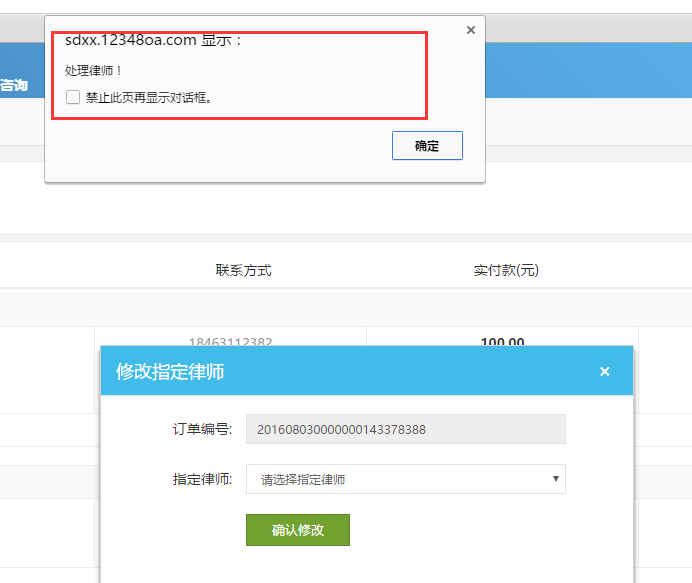 sdxx.12348oa.com 显示：
处理律师！
禁止此页再显示对话框。
确定
咨询
联系方式
实付款(元)
18463112382
100.00
修改指定律师
订单编号:
201608030000000143378388
指定律师:
请选择指定律师
确认修改